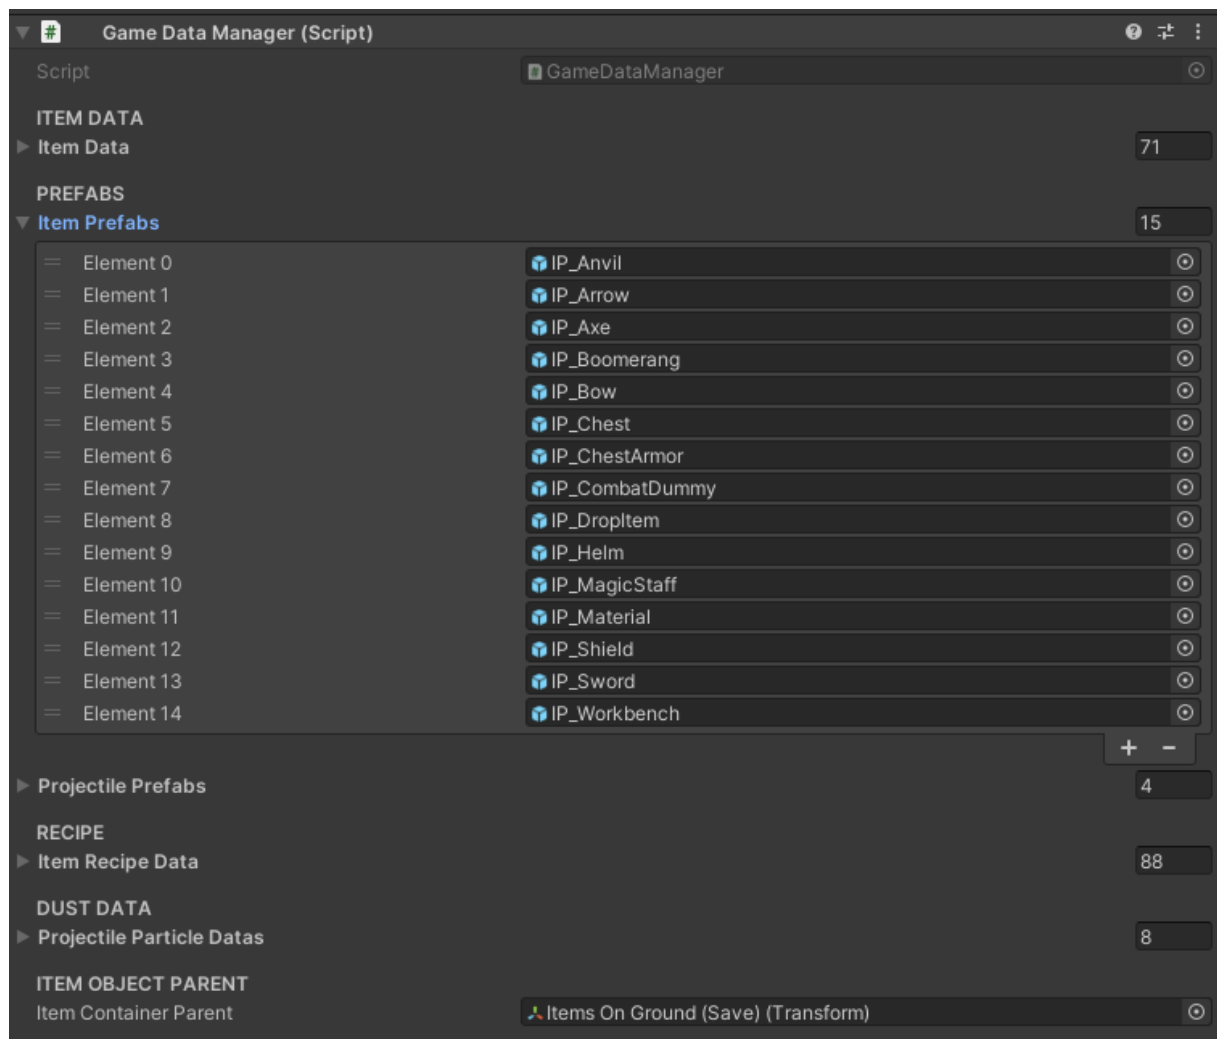 Game Data Manager (Script)
Script GameDataManager
ITEM DATA
Item Data 71
PREFABS
Item Prefabs 15
Element 0 IP_Anvil
Element 1 IP_Arrow
Element 2 IP_Axe
Element 3 IP_Boomerang
Element 4 IP_Bow
Element 5 IP_Chest
Element 6 IP_ChestArmor
Element 7 IP_CombatDummy
Element 8 IP_DropItem
Element 9 IP_Helm
Element 10 IP_MagicStaff
Element 11 IP_Material
Element 12 IP_Shield
Element 13 IP_Sword
Element 14 IP_Workbench
Projectile Prefabs 4
RECIPE
Item Recipe Data 88
DUST DATA
Projectile Particle Datas 8
ITEM OBJECT PARENT
Item Container Parent Items On Ground (Save) (Transform)